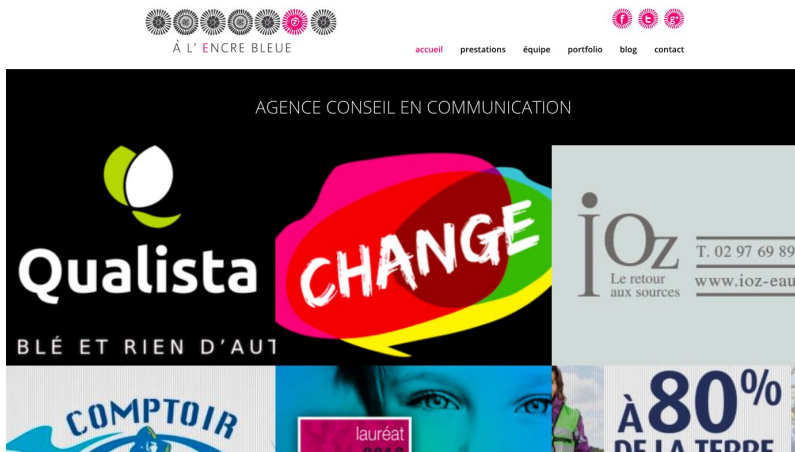 À L' ENCRE BLEUE
f t g+
accueil prestations équipe portfolio blog contact
AGENCE CONSEIL EN COMMUNICATION
Qualista
BLÉ ET RIEN D'AUT
CHANGE
iOz
Le retour
aux sources
T. 02 97 69 89
www.ioz-eau
COMPTOIR
lauréat
À 80%
DE LA TERRE